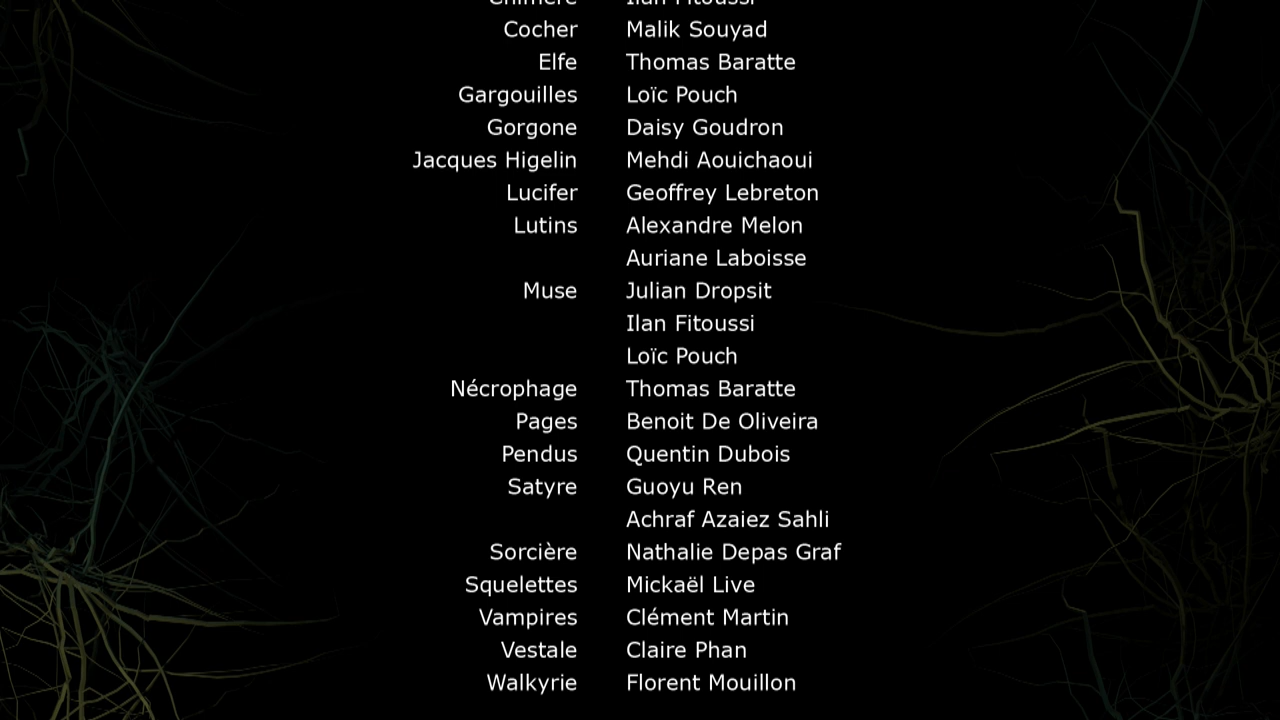 Chimère Ilan Fitoussi
Cocher Malik Souyad
Elfe Thomas Baratte
Gargouilles Loïc Pouch
Gorgone Daisy Goudron
Jacques Higelin Mehdi Aouichaoui
Lucifer Geoffrey Lebreton
Lutins Alexandre Melon
Auriane Laboisse
Muse Julian Dropsit
Ilan Fitoussi
Loïc Pouch
Nécrophage Thomas Baratte
Pages Benoit De Oliveira
Pendus Quentin Dubois
Satyre Guoyu Ren
Achraf Azaiez Sahli
Sorcière Nathalie Depas Graf
Squelettes Mickaël Live
Vampires Clément Martin
Vestale Claire Phan
Walkyrie Florent Mouillon